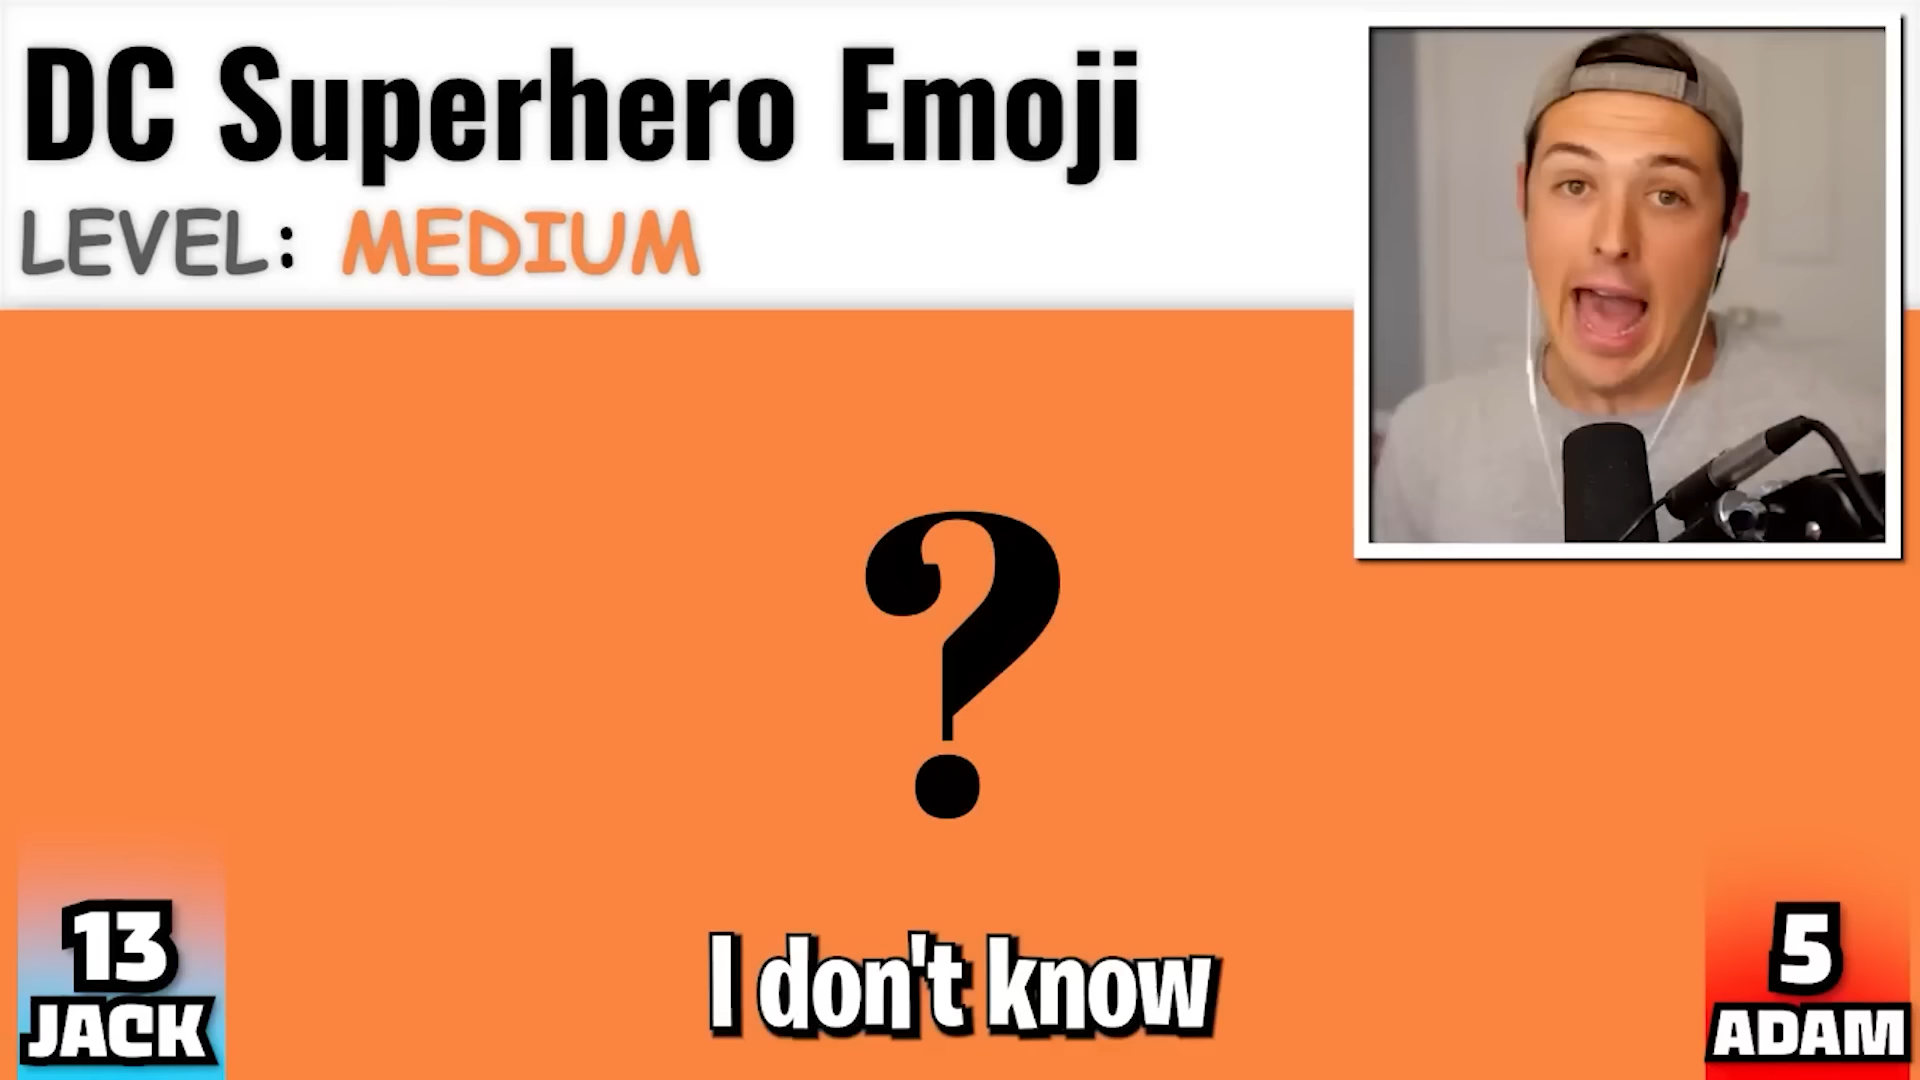 DC Superhero Emoji
LEVEL: MEDIUM
?
I don't know
13
JACK
5
ADAM